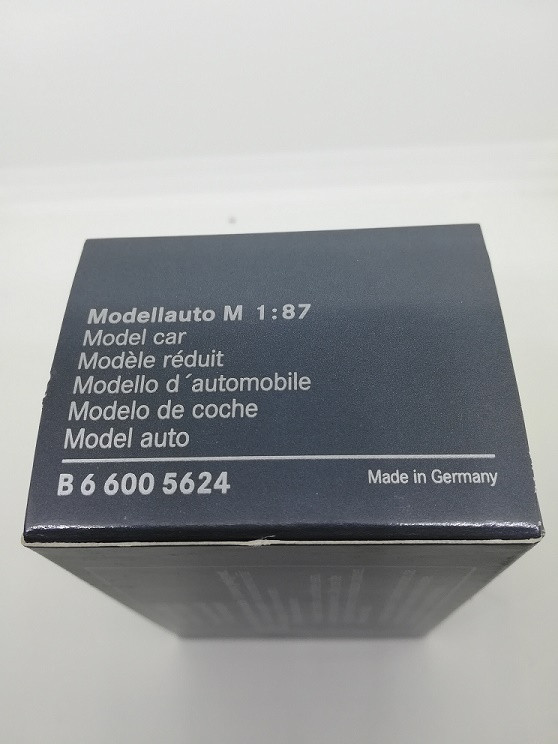 Modellauto M 1:87
Model car
Modèle réduit
Modello d´automobile
Modelo de coche
Model auto
B 6 600 5624
Made in Germany